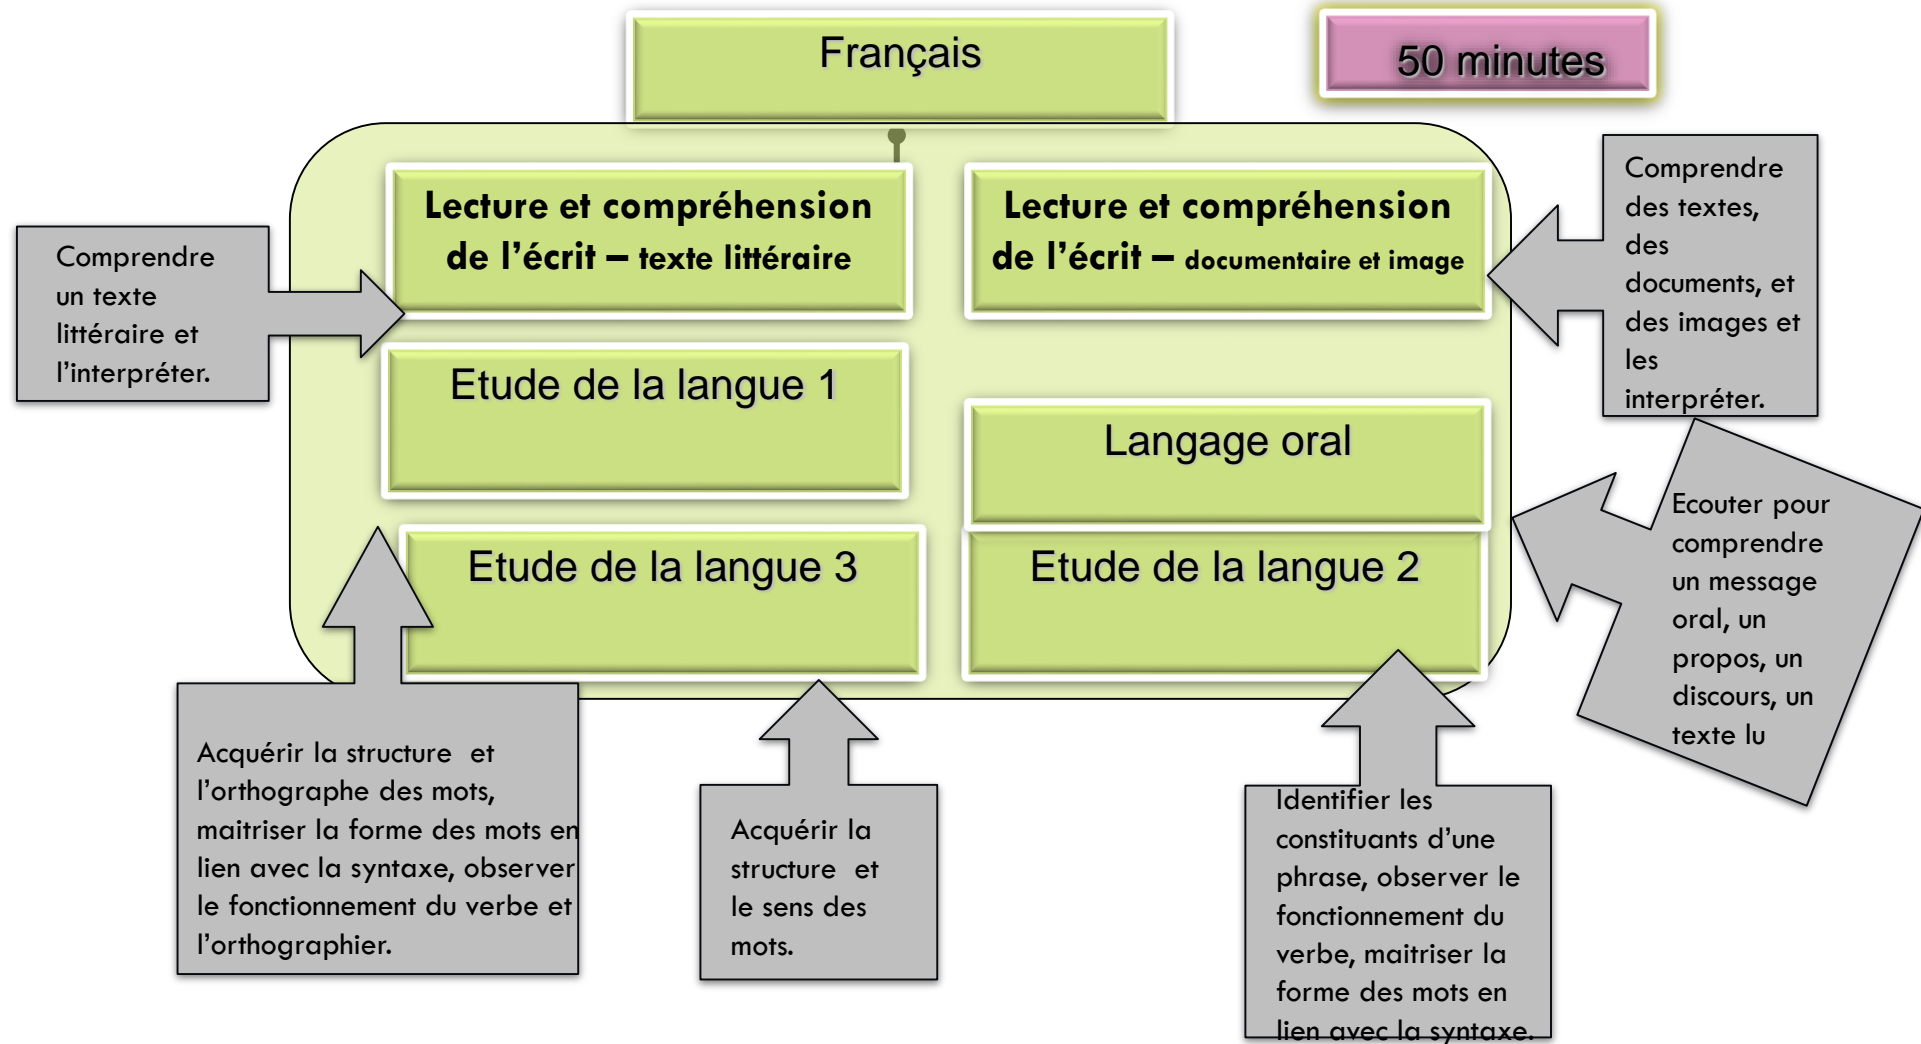 Français
50 minutes
Lecture et compréhension
de l’écrit – texte littéraire
Lecture et compréhension
de l’écrit – documentaire et image
Comprendre
un texte
littéraire et
l’interpréter.
Comprendre
des textes,
des
documents, et
des images et
les
interpréter.
Etude de la langue 1
Langage oral
Etude de la langue 3
Etude de la langue 2
Ecouter pour
comprendre
un message
oral, un
propos, un
discours, un
texte lu
Acquérir la structure  et
l’orthographe des mots,
maitriser la forme des mots en
lien avec la syntaxe, observer
le fonctionnement du verbe et
l’orthographier.
Acquérir la
structure  et
le sens des
mots.
Identifier les
constituants d’une
phrase, observer le
fonctionnement du
verbe, maitriser la
forme des mots en
lien avec la syntaxe.